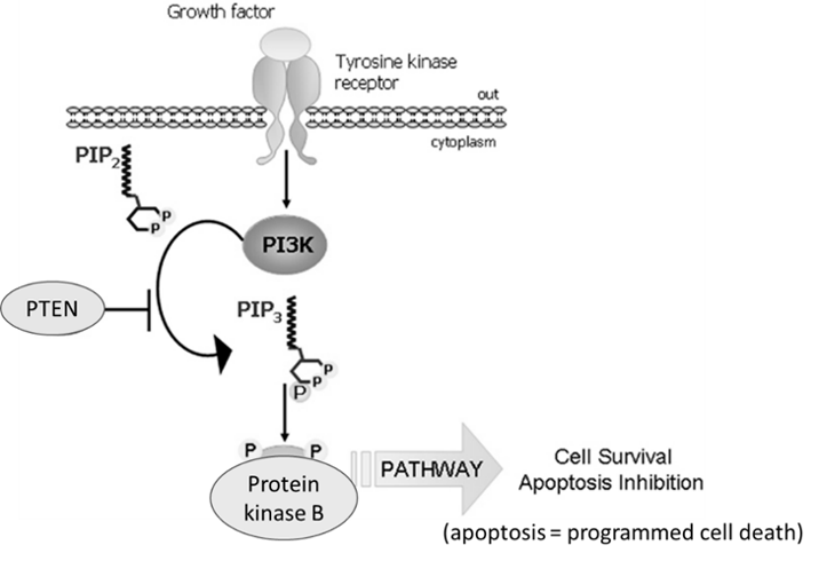 Growth factor
Tyrosine kinase
receptor
out
cytoplasm
PIP2
P
P
PI3K
PTEN
PIP3
P
P
P
P P
Protein
kinase B
PATHWAY
Cell Survival
Apoptosis Inhibition
(apoptosis = programmed cell death)